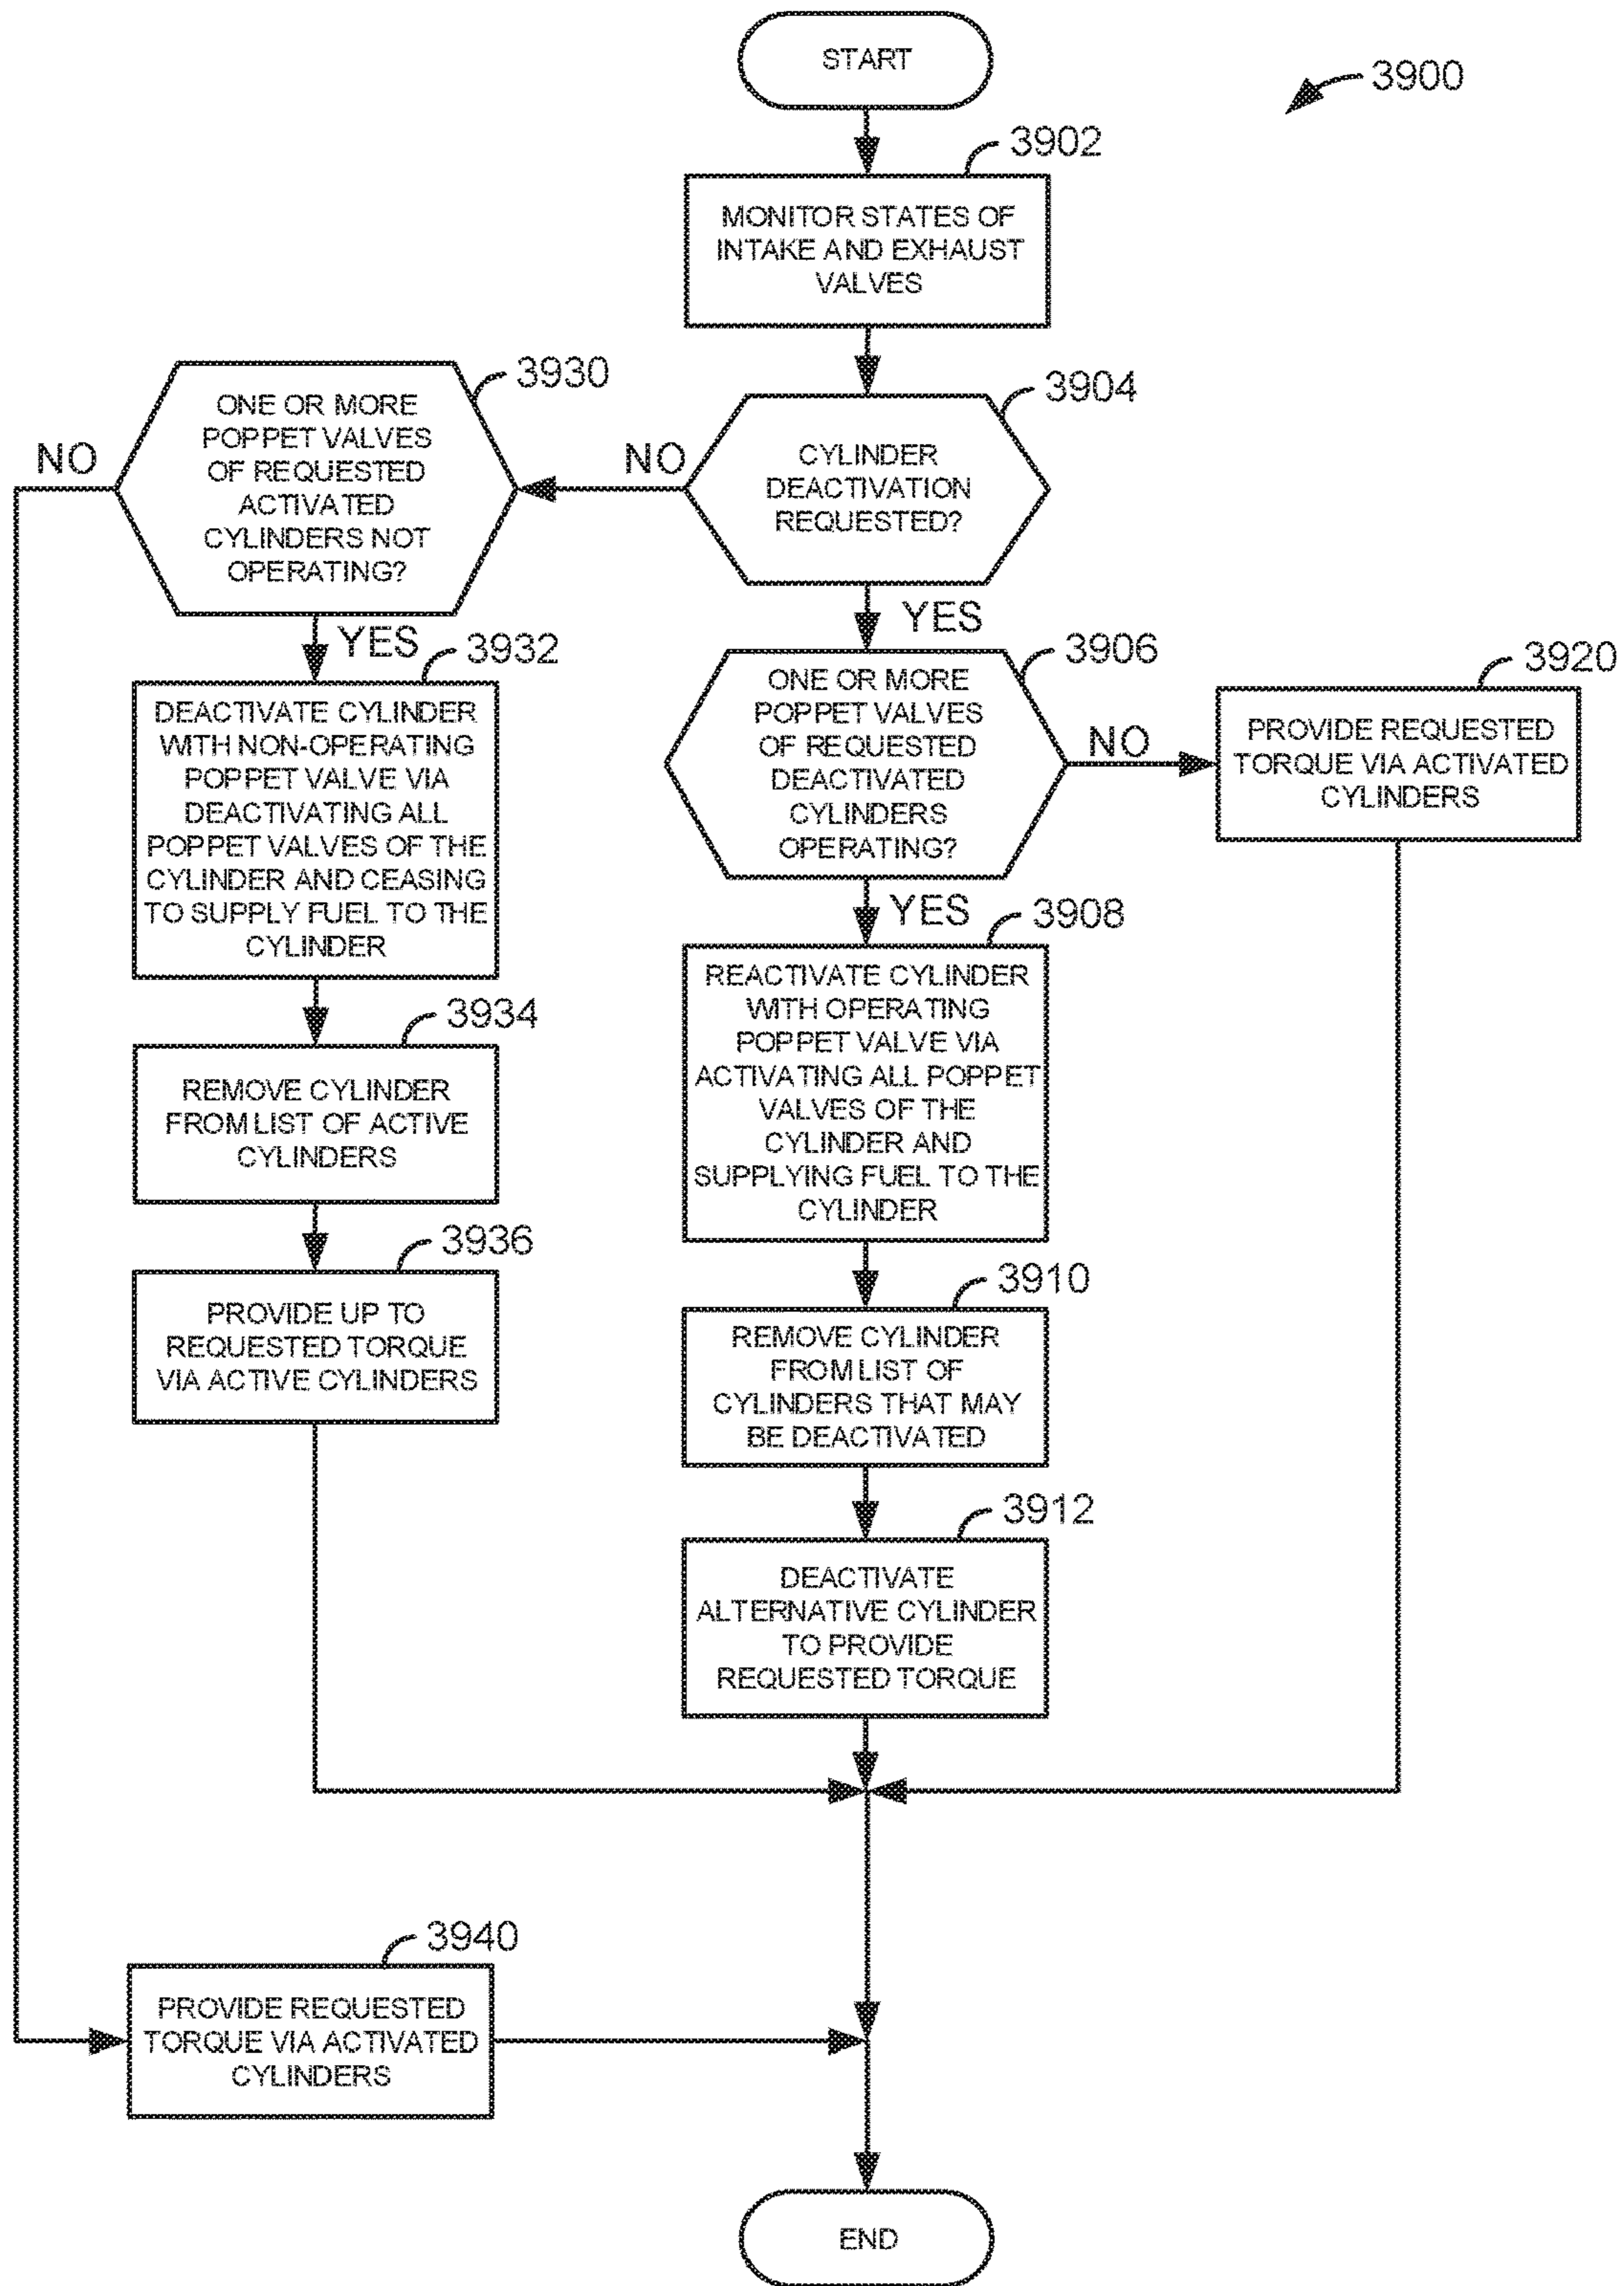 START
3900
3902
MONITOR STATES OF
INTAKE AND EXHAUST
VALVES
3904
CYLINDER
DEACTIVATION
REQUESTED?
NO
YES
3930
ONE OR MORE
POPPET VALVES
OF REQUESTED
ACTIVATED
CYLINDERS NOT
OPERATING?
NO
YES
3906
ONE OR MORE
POPPET VALVES
OF REQUESTED
DEACTIVATED
CYLINDERS
OPERATING?
NO
YES
3920
PROVIDE REQUESTED
TORQUE VIA ACTIVATED
CYLINDERS
3932
DEACTIVATE CYLINDER
WITH NON-OPERATING
POPPET VALVE VIA
DEACTIVATING ALL
POPPET VALVES OF THE
CYLINDER AND CEASING
TO SUPPLY FUEL TO THE
CYLINDER
3908
REACTIVATE CYLINDER
WITH OPERATING
POPPET VALVE VIA
ACTIVATING ALL POPPET
VALVES OF THE
CYLINDER AND
SUPPLYING FUEL TO THE
CYLINDER
3934
REMOVE CYLINDER
FROM LIST OF ACTIVE
CYLINDERS
3936
PROVIDE UP TO
REQUESTED TORQUE
VIA ACTIVE CYLINDERS
3910
REMOVE CYLINDER
FROM LIST OF
CYLINDERS THAT MAY
BE DEACTIVATED
3912
DEACTIVATE
ALTERNATIVE CYLINDER
TO PROVIDE
REQUESTED TORQUE
3940
PROVIDE REQUESTED
TORQUE VIA ACTIVATED
CYLINDERS
END